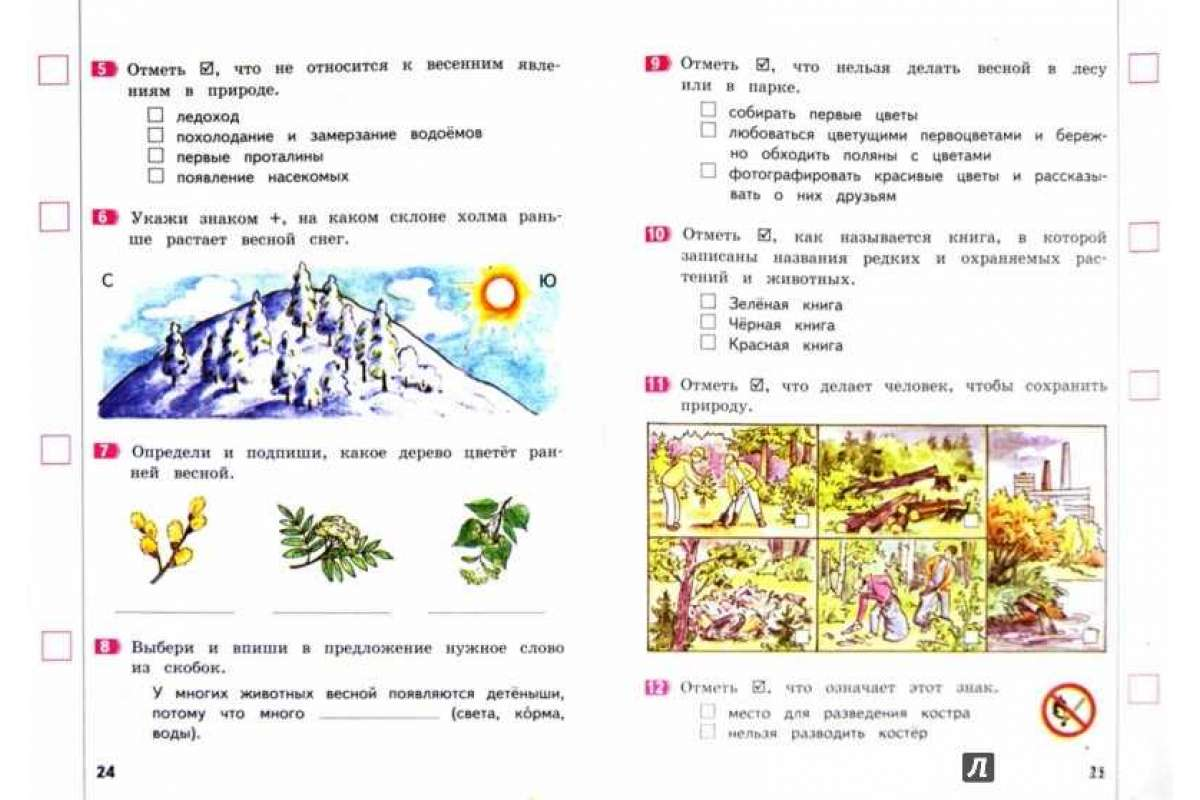 5 Отметь ☑, что не относится к весенним явле-
ниям в природе.
☐ ледоход
☐ похолодание и замерзание водоёмов
☐ первые проталины
☐ появление насекомых
6 Укажи знаком +, на каком склоне холма рань-
ше растает весной снег.
С
Ю
7 Определи и подпиши, какое дерево цветёт ран-
ней весной.
8 Выбери и впиши в предложение нужное слово
из скобок.
У многих животных весной появляются детёныши,
потому что много ____________ (света, ко́рма,
воды).
24
9 Отметь ☑, что нельзя делать весной в лесу
или в парке.
☐ собирать первые цветы
☐ любоваться цветущими первоцветами и береж-
но обходить поляны с цветами
☐ фотографировать красивые цветы и рассказы-
вать о них друзьям
10 Отметь ☑, как называется книга, в которой
записаны названия редких и охраняемых рас-
тений и животных.
☐ Зелёная книга
☐ Чёрная книга
☐ Красная книга
11 Отметь ☑, что делает человек, чтобы сохранить
природу.
12 Отметь ☑, что означает этот знак.
☐ место для разведения костра
☐ нельзя разводить костёр
Л
25